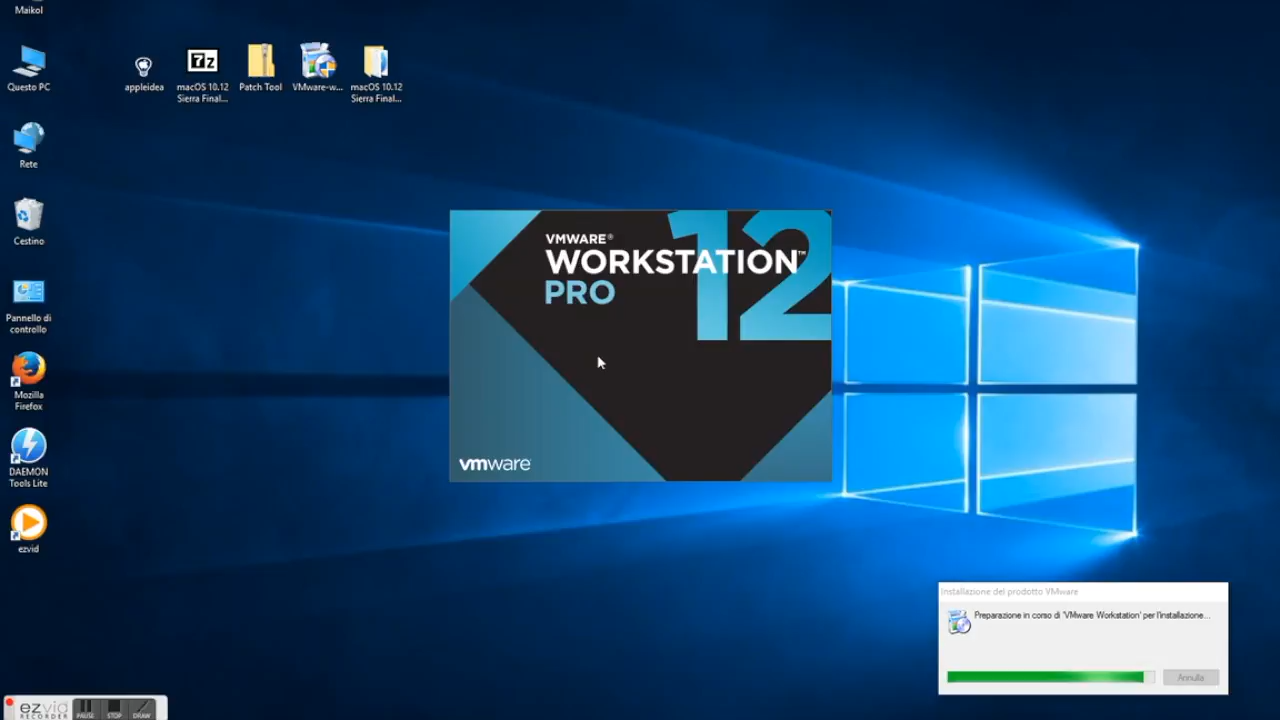 Maikol
Questo PC
Rete
Cestino
Pannello di
controllo
Mozilla
Firefox
DAEMON
Tools Lite
ezvid
appleidea
7z
macOS 10.12
Sierra Final...
Patch Tool
VMware-w...
macOS 10.12
Sierra Final...
VMWARE®
WORKSTATION™
PRO
12
vmware
Installazione del prodotto VMware
Preparazione in corso di 'VMware Workstation' per l'installazione...
Annulla
ezvid
RECORDER
PAUSE
STOP
DRAW